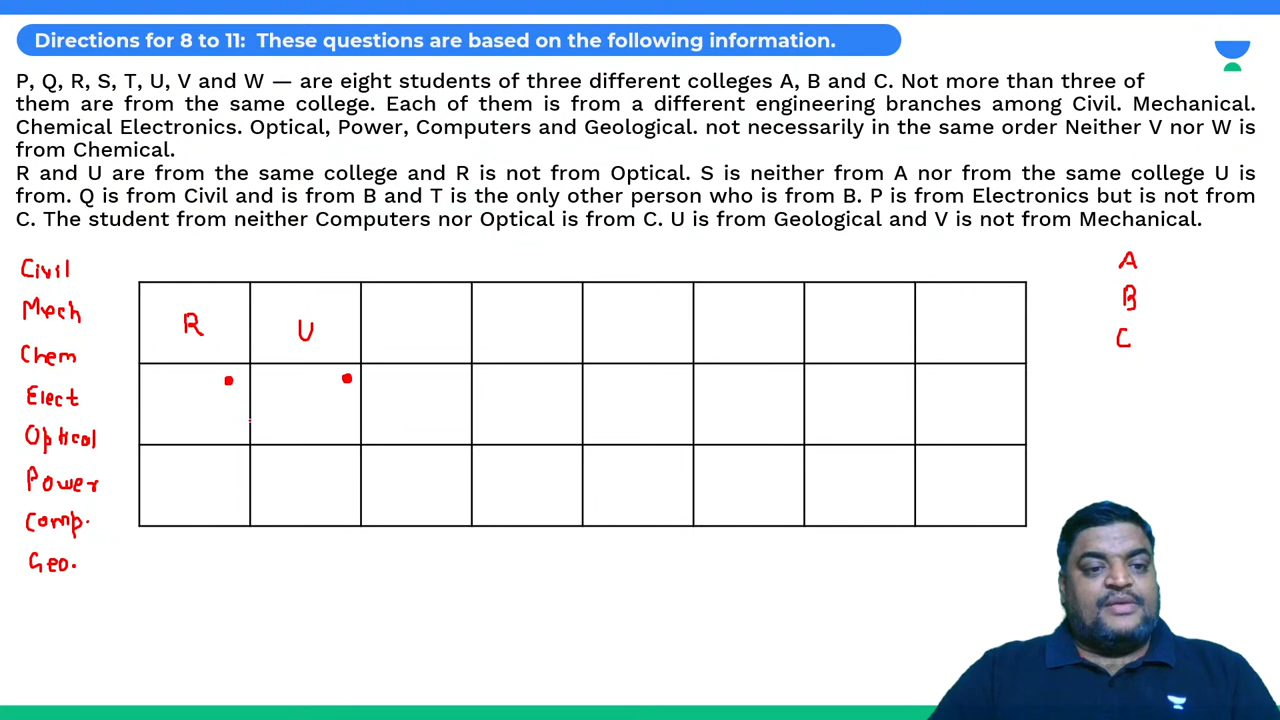 Directions for 8 to 11: These questions are based on the following information.
P, Q, R, S, T, U, V and W — are eight students of three different colleges A, B and C. Not more than three of
them are from the same college. Each of them is from a different engineering branches among Civil. Mechanical.
Chemical Electronics. Optical, Power, Computers and Geological. not necessarily in the same order Neither V nor W is
from Chemical.
R and U are from the same college and R is not from Optical. S is neither from A nor from the same college U is
from. Q is from Civil and is from B and T is the only other person who is from B. P is from Electronics but is not from
C. The student from neither Computers nor Optical is from C. U is from Geological and V is not from Mechanical.
Civil
Mech
Chem
Elect
Optical
Power
Comp.
Geo.
R U
A
B
C